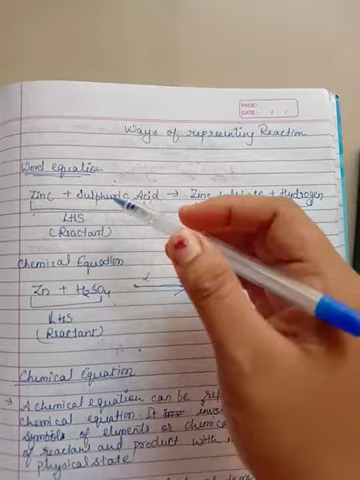 PAGE:
DATE: / /
Ways of representing Reaction
Word equation
Zinc + Sulphuric Acid → Zinc + Hydrogen
LHS
(Reactant)
Chemical Equation
Zn + H₂SO₄ →
LHS
(Reactant)
Chemical Equation
→ A chemical equation can be
chemical equation. It
symbols of elements or
of reactant and product with
physical state